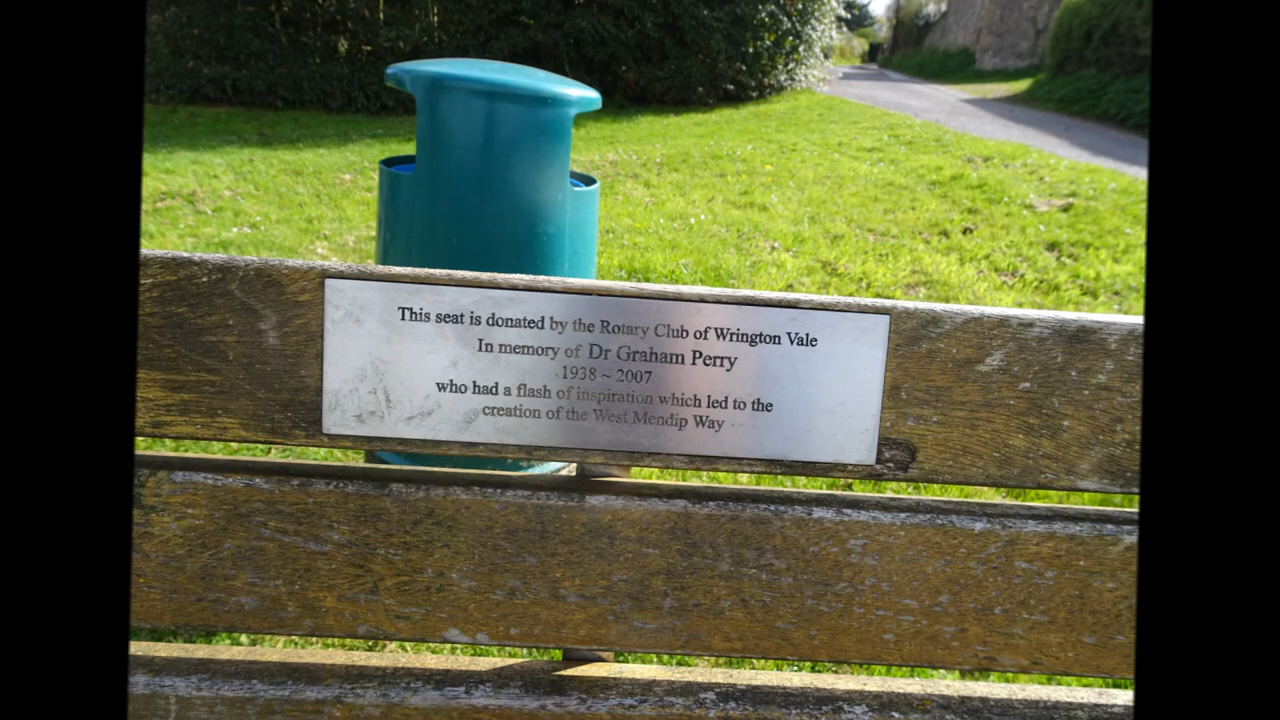 This seat is donated by the Rotary Club of Wrington Vale
In memory of Dr Graham Perry
1938 ~ 2007
who had a flash of inspiration which led to the
creation of the West Mendip Way